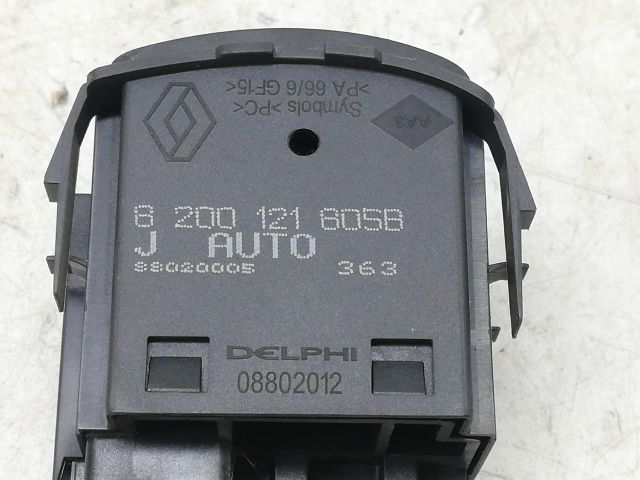 Symbols >PC<
>PA 66/6 GF15<
AA3
8 200 121 805B
J AUTO
88020005 363
DELPHI
08802012